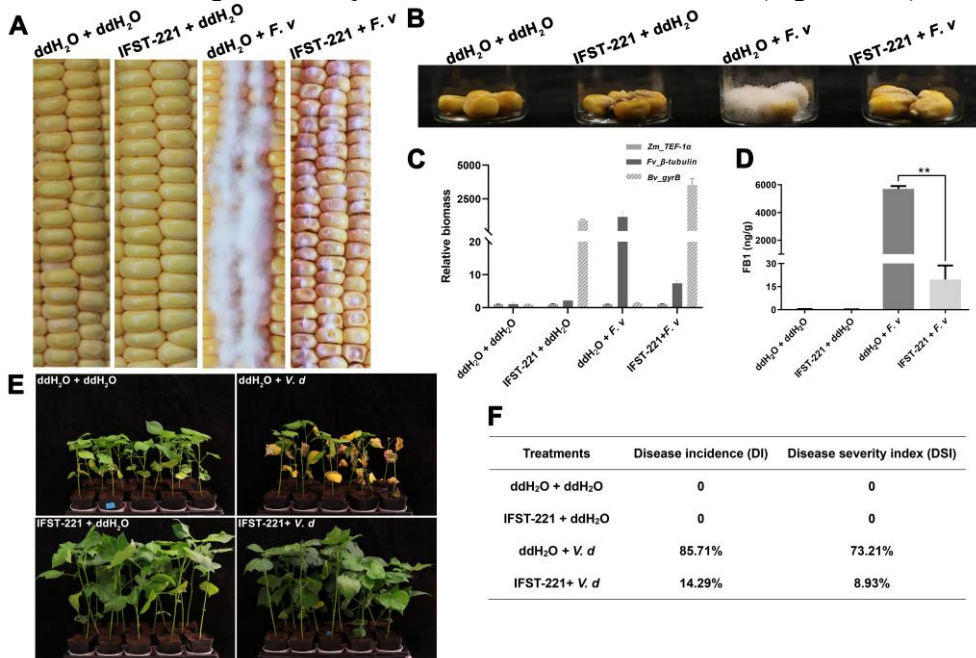 A
ddH₂O + ddH₂O
IFST-221 + ddH₂O
ddH₂O + F. v
IFST-221 + F. v
B
ddH₂O + ddH₂O
IFST-221 + ddH₂O
ddH₂O + F. v
IFST-221 + F. v
C
Zm_TEF-1α
Fv_β-tubulin
Bv_gyrB
Relative biomass
5000
2500
20
10
0
ddH₂O + ddH₂O
IFST-221 + ddH₂O
ddH₂O + F. v
IFST-221+F. v
D
**
FB1 (ng/g)
6000
4000
30
15
0
ddH₂O + ddH₂O
IFST-221 + ddH₂O
ddH₂O + F. v
IFST-221 + F. v
E
ddH₂O + ddH₂O
ddH₂O + V. d
IFST-221 + ddH₂O
IFST-221+ V. d
F
Treatments Disease incidence (DI) Disease severity index (DSI)
ddH₂O + ddH₂O 0 0
IFST-221 + ddH₂O 0 0
ddH₂O + V. d 85.71% 73.21%
IFST-221+ V. d 14.29% 8.93%